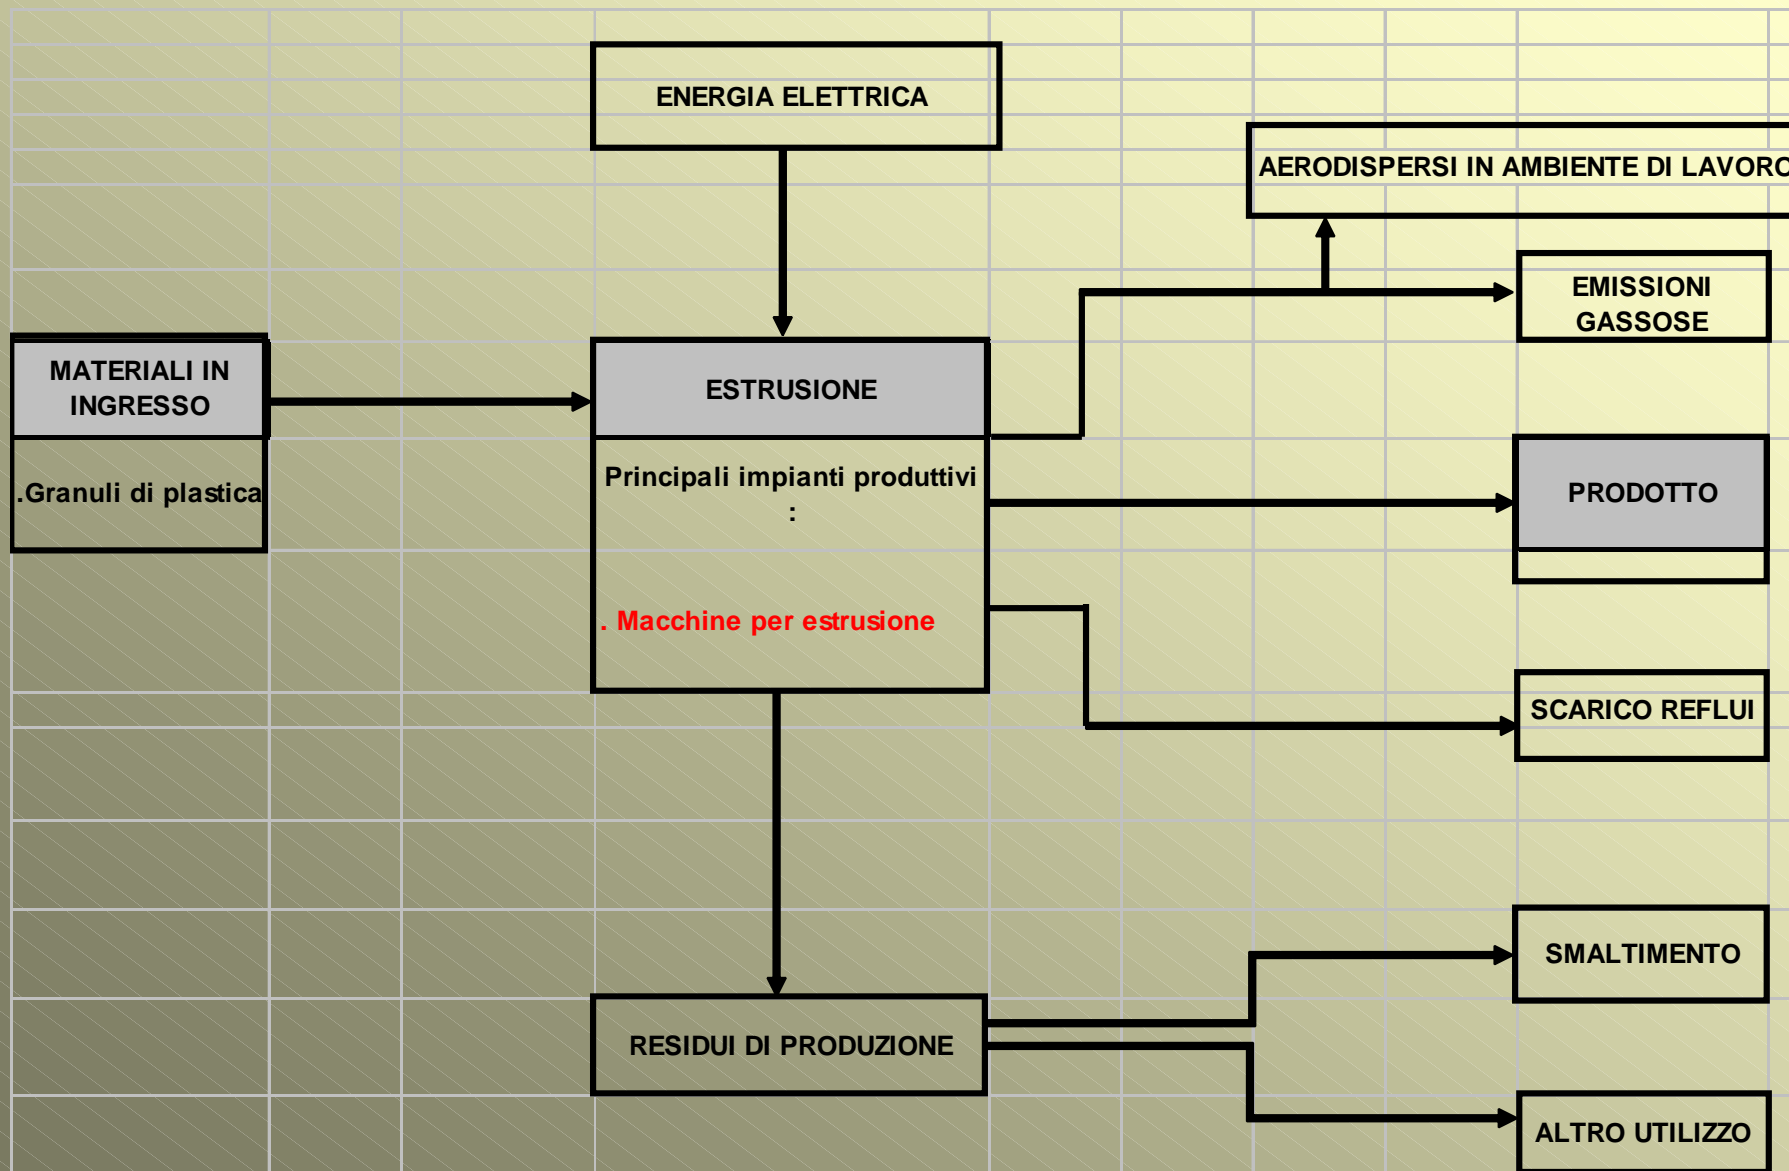 ENERGIA ELETTRICA
AERODISPERSI IN AMBIENTE DI LAVORO
EMISSIONI
GASSOSE
MATERIALI IN
INGRESSO
.Granuli di plastica
ESTRUSIONE
Principali impianti produttivi
:
. Macchine per estrusione
PRODOTTO
SCARICO REFLUI
SMALTIMENTO
RESIDUI DI PRODUZIONE
ALTRO UTILIZZO